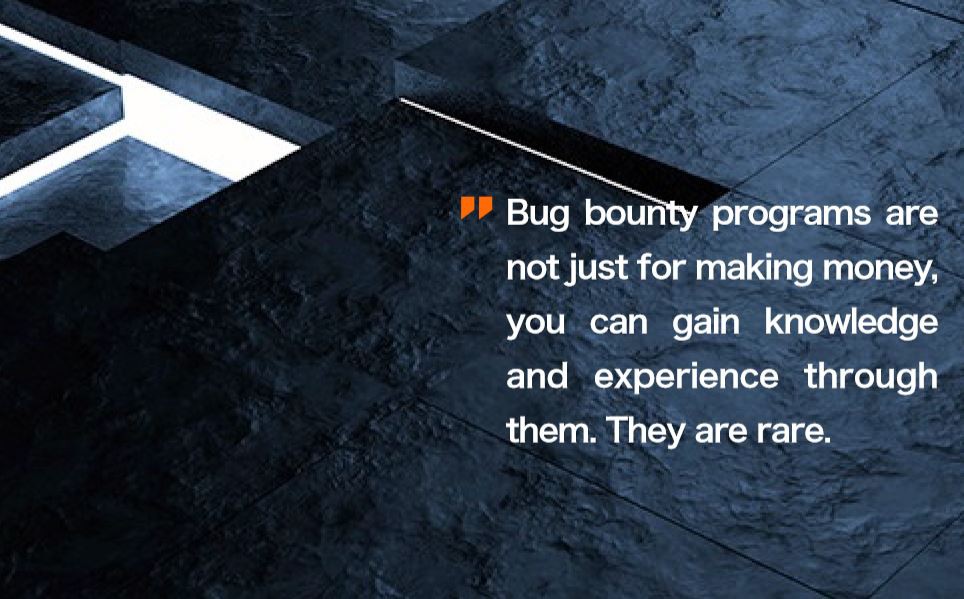 " Bug bounty programs are
not just for making money,
you can gain knowledge
and experience through
them. They are rare.